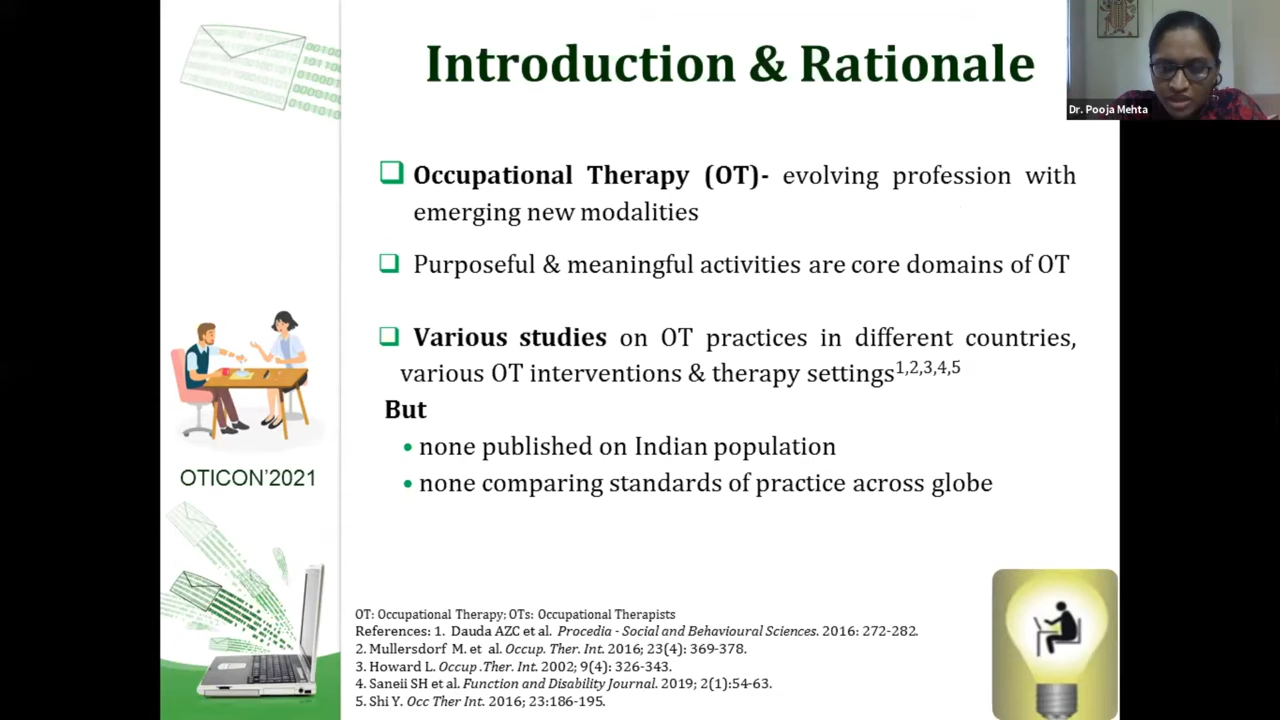 Introduction & Rationale
Dr. Pooja Mehta
Occupational Therapy (OT)- evolving profession with
emerging new modalities
Purposeful & meaningful activities are core domains of OT
Various studies on OT practices in different countries,
various OT interventions & therapy settings1,2,3,4,5
But
• none published on Indian population
• none comparing standards of practice across globe
OTICON'2021
OT: Occupational Therapy; OTs: Occupational Therapists
References: 1. Dauda AZC et al. Procedia - Social and Behavioural Sciences. 2016: 272-282.
2. Mullersdorf M. et al. Occup. Ther. Int. 2016; 23(4): 369-378.
3. Howard L. Occup .Ther. Int. 2002; 9(4): 326-343.
4. Saneii SH et al. Function and Disability Journal. 2019; 2(1):54-63.
5. Shi Y. Occ Ther Int. 2016; 23:186-195.